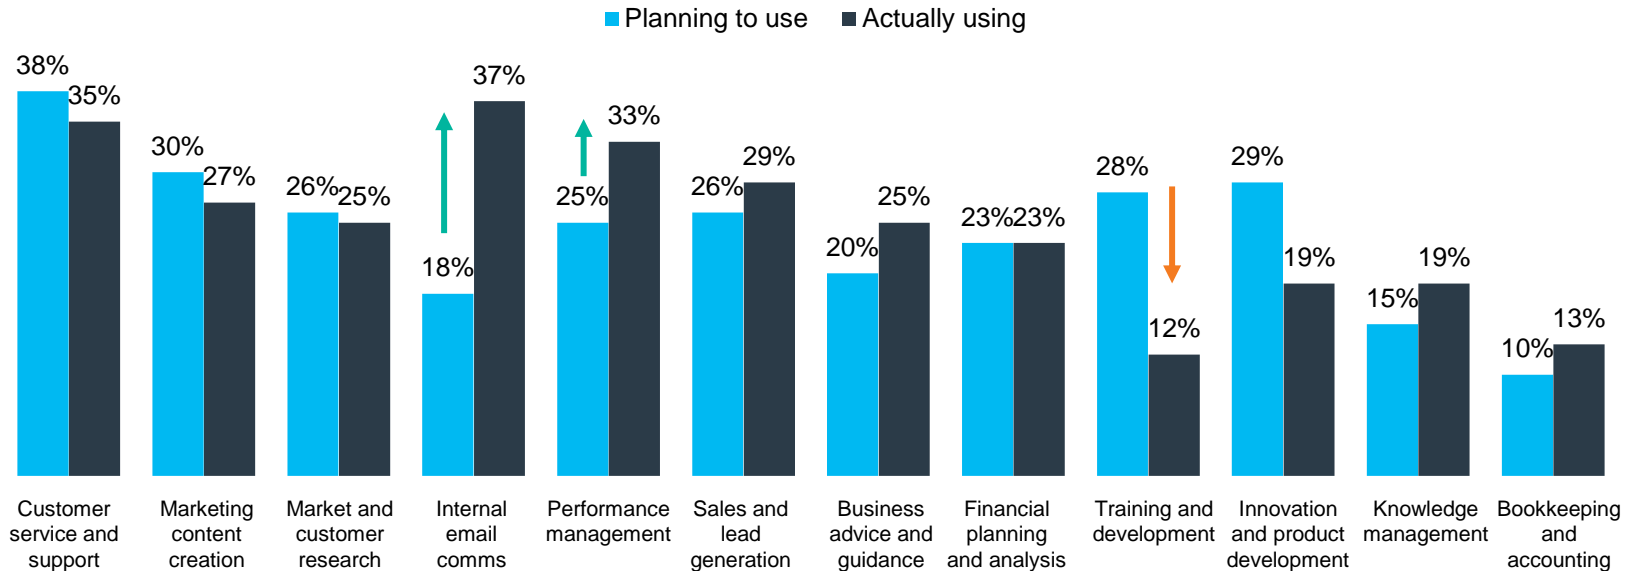 Planning to use Actually using
38% 35%
30% 27%
26% 25%
18% 37%
25% 33%
26% 29%
20% 25%
23% 23%
28% 12%
29% 19%
15% 19%
10% 13%
Customer
service and
support
Marketing
content
creation
Market and
customer
research
Internal
email
comms
Performance
management
Sales and
lead
generation
Business
advice and
guidance
Financial
planning
and analysis
Training and
development
Innovation
and product
development
Knowledge
management
Bookkeeping
and
accounting